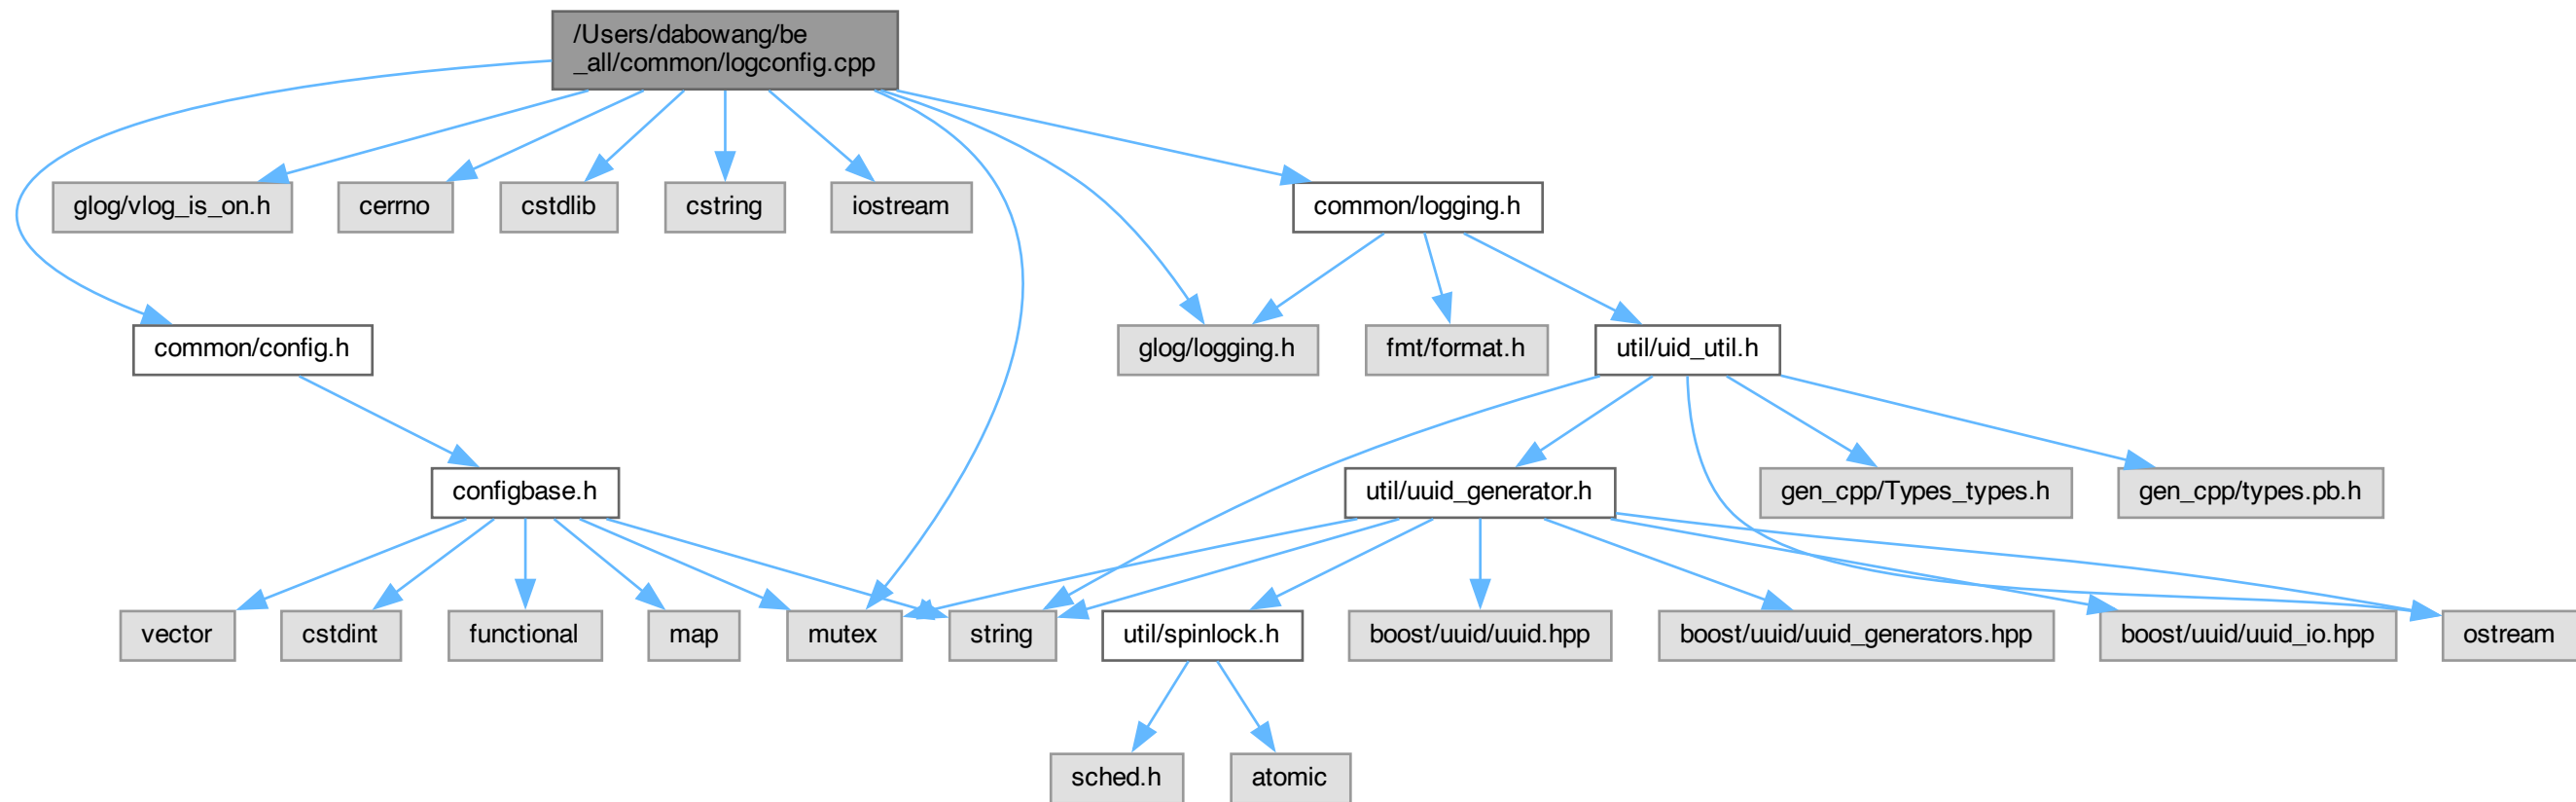 /Users/dabowang/be
_all/common/logconfig.cpp
glog/vlog_is_on.h
cerrno
cstdlib
cstring
iostream
common/logging.h
common/config.h
glog/logging.h
fmt/format.h
util/uid_util.h
configbase.h
util/uuid_generator.h
gen_cpp/Types_types.h
gen_cpp/types.pb.h
vector
cstdint
functional
map
mutex
string
util/spinlock.h
boost/uuid/uuid.hpp
boost/uuid/uuid_generators.hpp
boost/uuid/uuid_io.hpp
ostream
sched.h
atomic